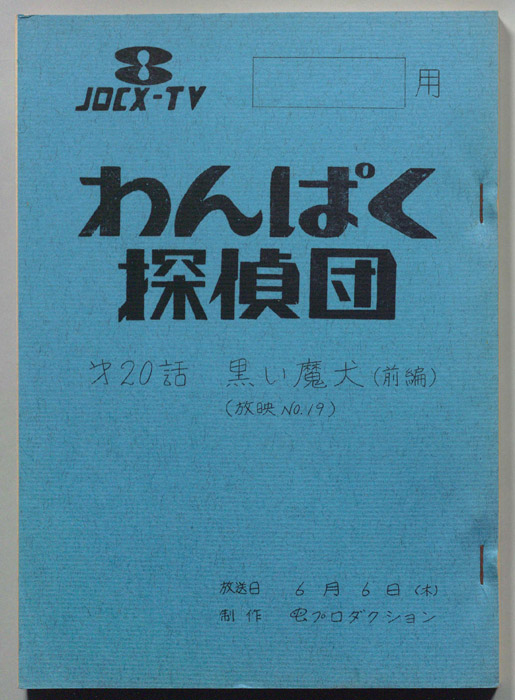 8
JOCX-TV
用
わんぱく
探偵団
才20話 黒い魔犬(前編)
(放映 No.19)
放送日 6月6日(木)
制作 虫プロダクション